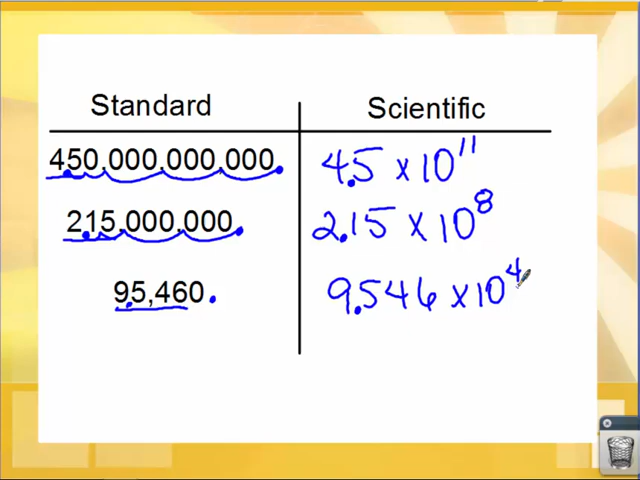 Standard Scientific
450,000,000,000. 4.5 x 10¹¹
215,000,000. 2.15 x 10⁸
95,460. 9.546 x 10⁴